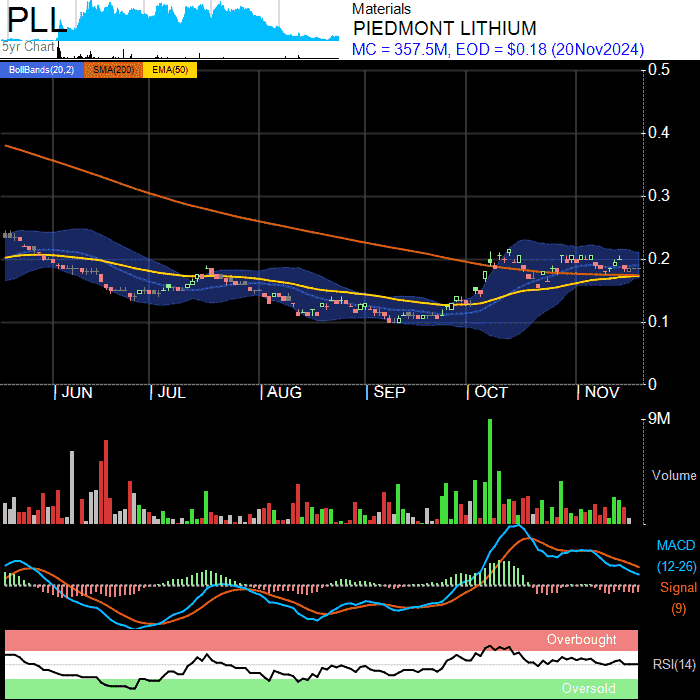 PLL
5yr Chart
Materials
PIEDMONT LITHIUM
MC = 357.5M, EOD = $0.18 (20Nov2024)
BollBands(20,2) SMA(200) EMA(50)
0.5
0.4
0.3
0.2
0.1
0
JUN JUL AUG SEP OCT NOV
9M
Volume
MACD
(12-26)
Signal
(9)
Overbought
RSI(14)
Oversold